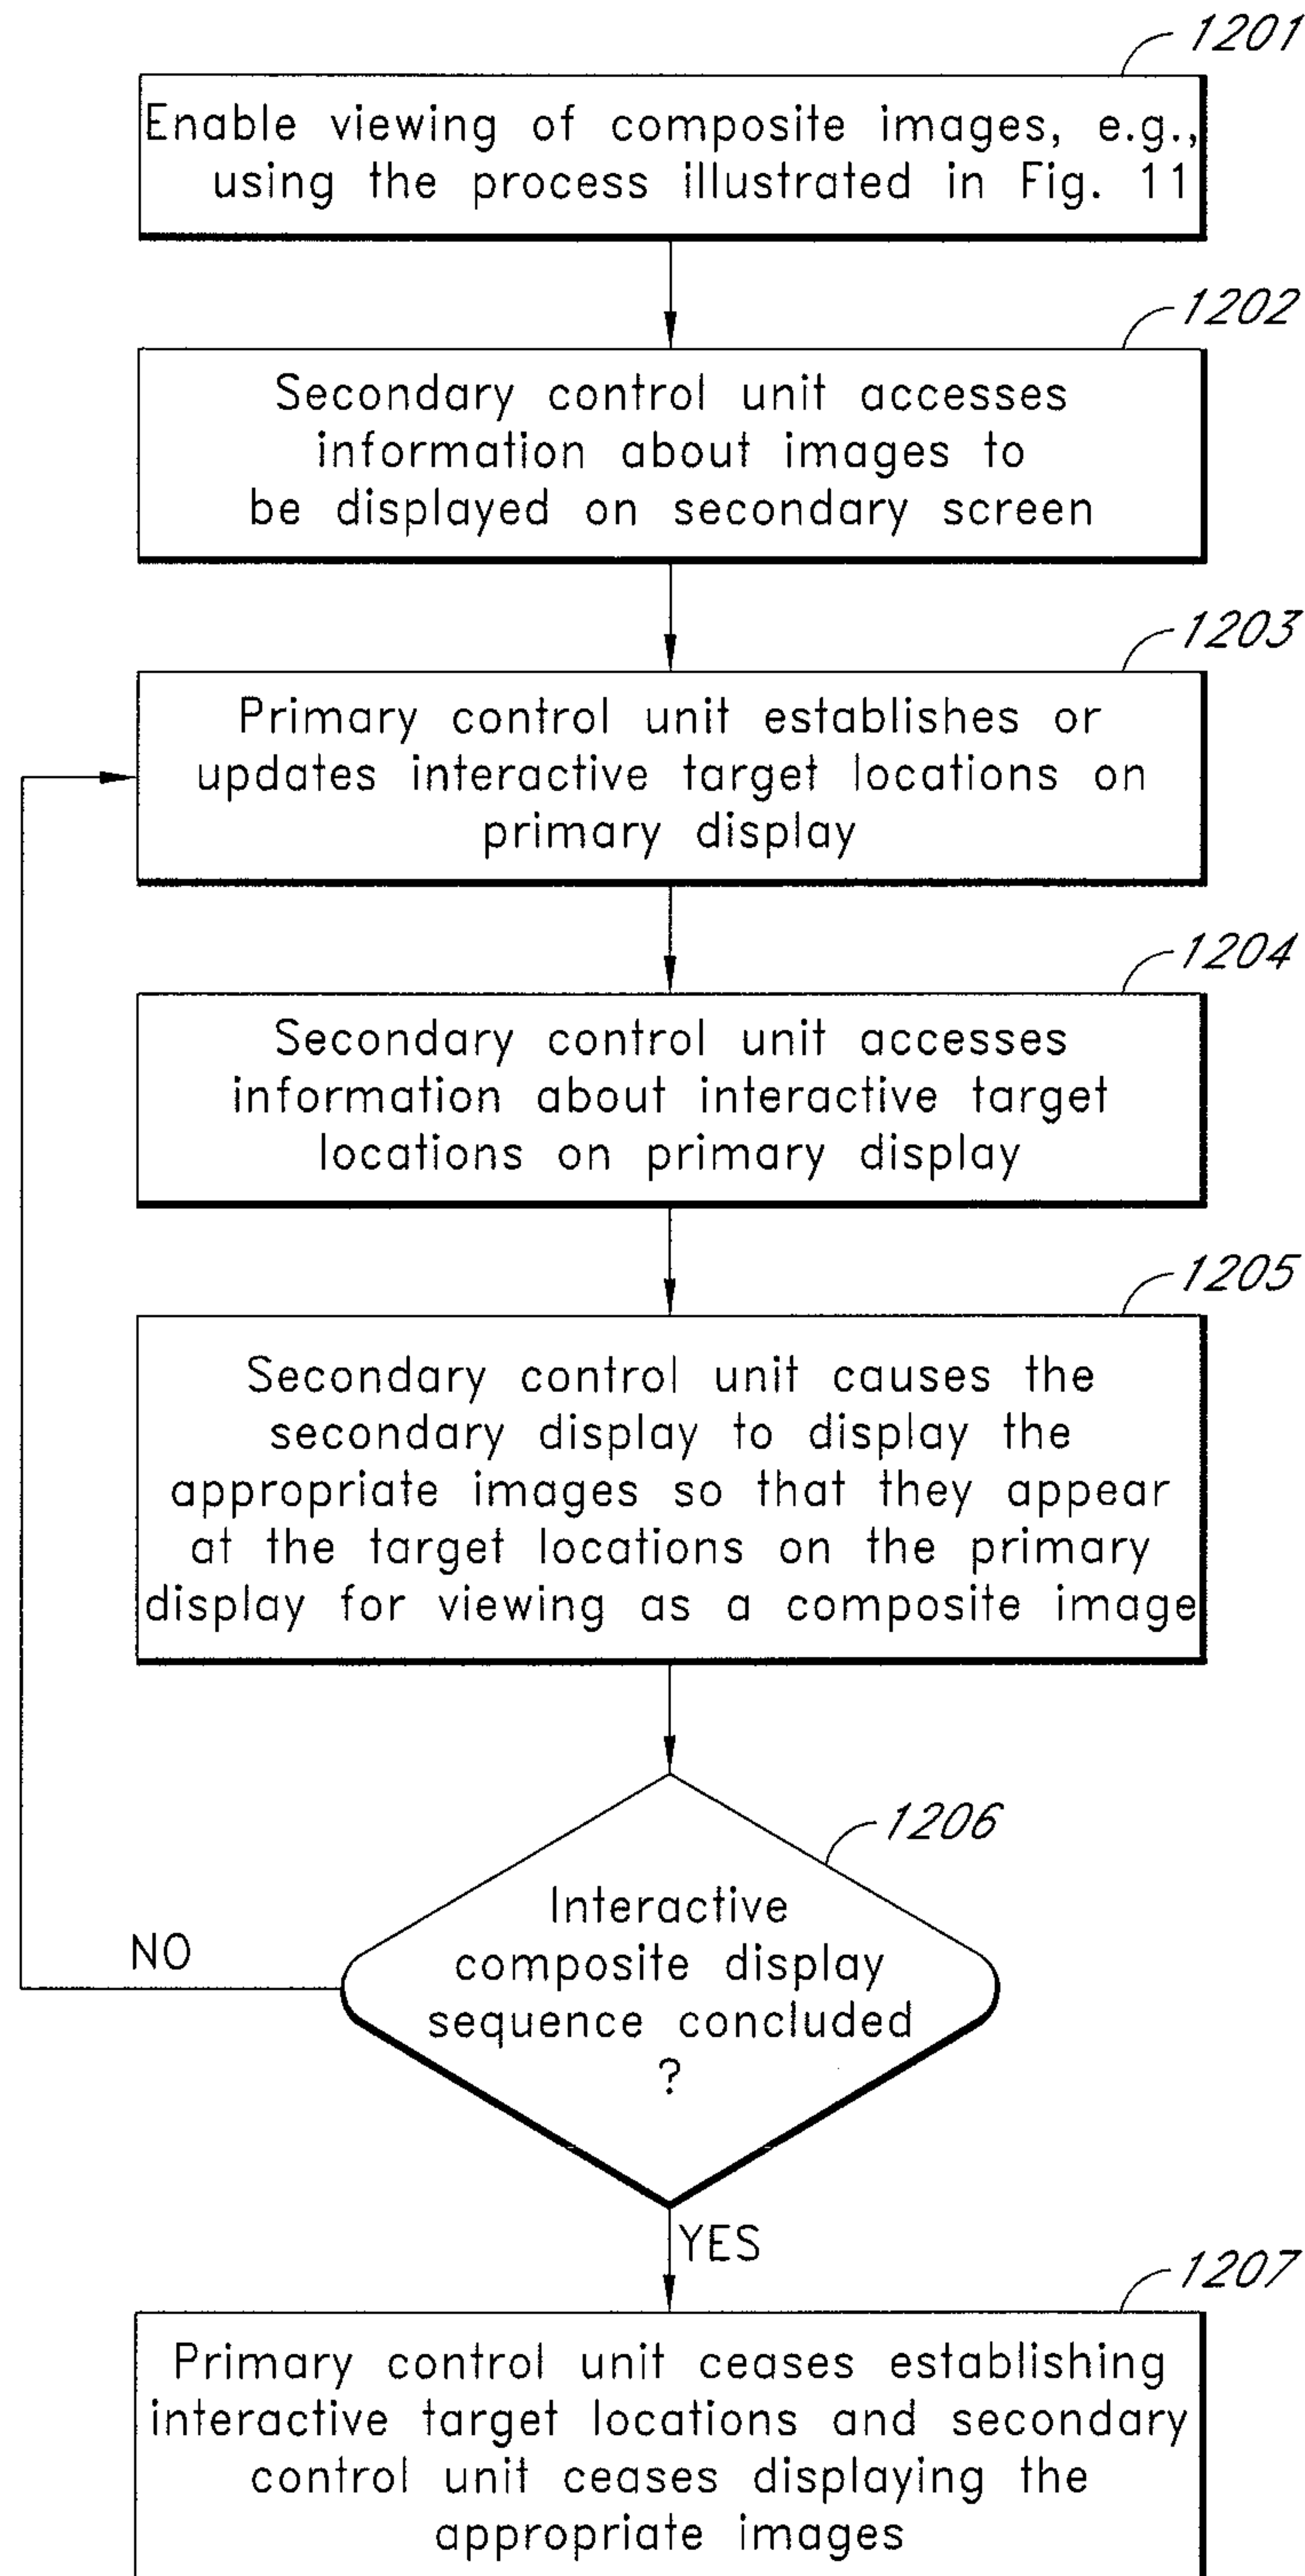 1201
Enable viewing of composite images, e.g.,
using the process illustrated in Fig. 11
1202
Secondary control unit accesses
information about images to
be displayed on secondary screen
1203
Primary control unit establishes or
updates interactive target locations on
primary display
1204
Secondary control unit accesses
information about interactive target
locations on primary display
1205
Secondary control unit causes the
secondary display to display the
appropriate images so that they appear
at the target locations on the primary
display for viewing as a composite image
1206
Interactive
composite display
sequence concluded
?
NO
YES
1207
Primary control unit ceases establishing
interactive target locations and secondary
control unit ceases displaying the
appropriate images